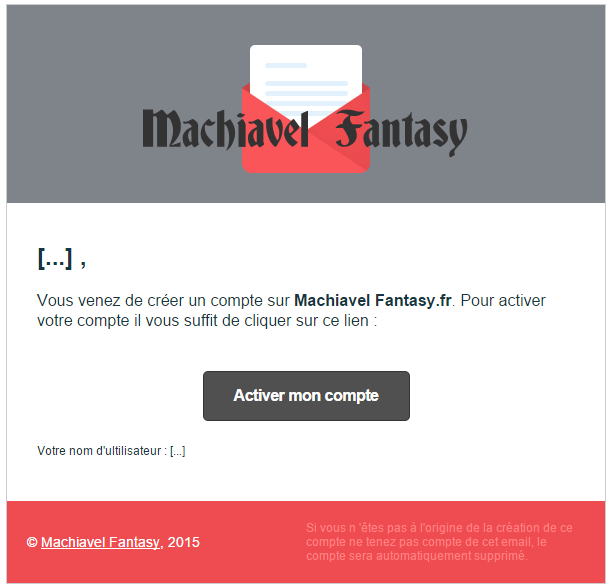 Machiavel Fantasy
[...] ,
Vous venez de créer un compte sur Machiavel Fantasy.fr. Pour activer
votre compte il vous suffit de cliquer sur ce lien :
Activer mon compte
Votre nom d'ultilisateur : [...]
© Machiavel Fantasy, 2015
Si vous n 'êtes pas à l'origine de la création de ce
compte ne tenez pas compte de cet email, le
compte sera automatiquement supprimé.